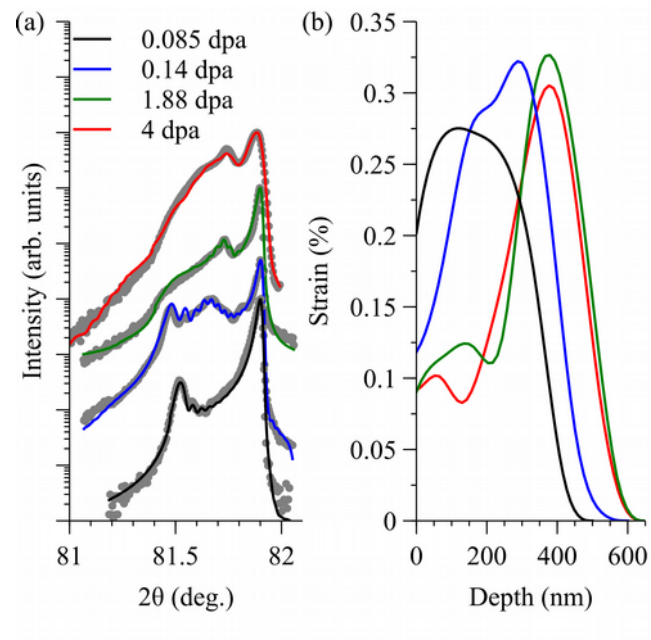 (a)
0.085 dpa
0.14 dpa
1.88 dpa
4 dpa
Intensity (arb. units)
81
81.5
82
2θ (deg.)
(b)
0.35
0.3
0.25
0.2
0.15
0.1
0.05
0
Strain (%)
0
200
400
600
Depth (nm)